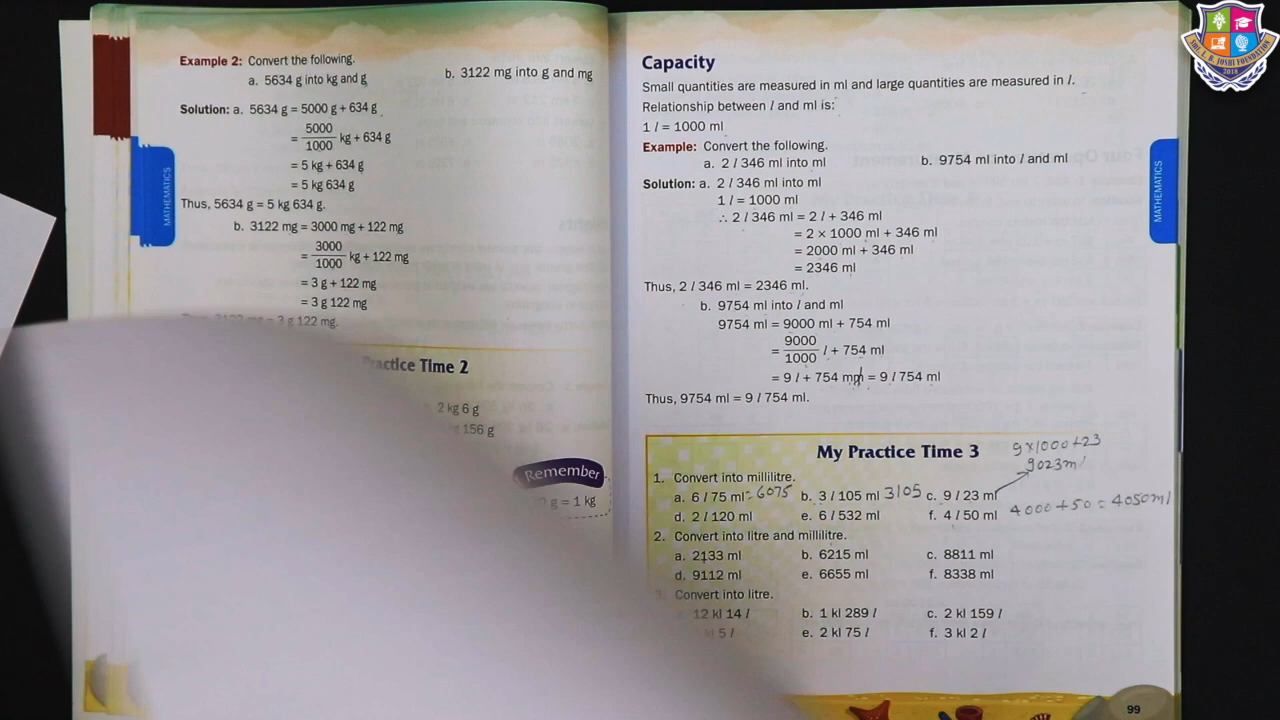 Example 2: Convert the following.
a. 5634 g into kg and g
b. 3122 mg into g and mg
Solution: a. 5634 g = 5000 g + 634 g
= 5000/1000 kg + 634 g
= 5 kg + 634 g
= 5 kg 634 g
Thus, 5634 g = 5 kg 634 g.
b. 3122 mg = 3000 mg + 122 mg
= 3000/1000 kg + 122 mg
= 3 g + 122 mg
= 3 g 122 mg
= 3 g 122 mg.
Practice Time 2
2 kg 6 g
156 g
Remember
g = 1 kg
MATHEMATICS
Capacity
Small quantities are measured in ml and large quantities are measured in l.
Relationship between l and ml is:
1 l = 1000 ml
Example: Convert the following.
a. 2 l 346 ml into ml
b. 9754 ml into l and ml
Solution: a. 2 l 346 ml into ml
1 l = 1000 ml
∴ 2 l 346 ml = 2 l + 346 ml
= 2 × 1000 ml + 346 ml
= 2000 ml + 346 ml
= 2346 ml
Thus, 2 l 346 ml = 2346 ml.
b. 9754 ml into l and ml
9754 ml = 9000 ml + 754 ml
= 9000/1000 l + 754 ml
= 9 l + 754 ml = 9 l 754 ml
Thus, 9754 ml = 9 l 754 ml.
My Practice Time 3
9×1000+23
9023ml
1. Convert into millilitre.
a. 6 l 75 ml = 6075 b. 3 l 105 ml 3105 c. 9 l 23 ml
d. 2 l 120 ml e. 6 l 532 ml f. 4 l 50 ml 4000+50=4050ml
2. Convert into litre and millilitre.
a. 2133 ml b. 6215 ml c. 8811 ml
d. 9112 ml e. 6655 ml f. 8338 ml
3. Convert into litre.
12 kl 14 l b. 1 kl 289 l c. 2 kl 159 l
kl 5 l e. 2 kl 75 l f. 3 kl 2 l
99
MATHEMATICS
SHRI L. B. JOSHI FOUNDATION
2018